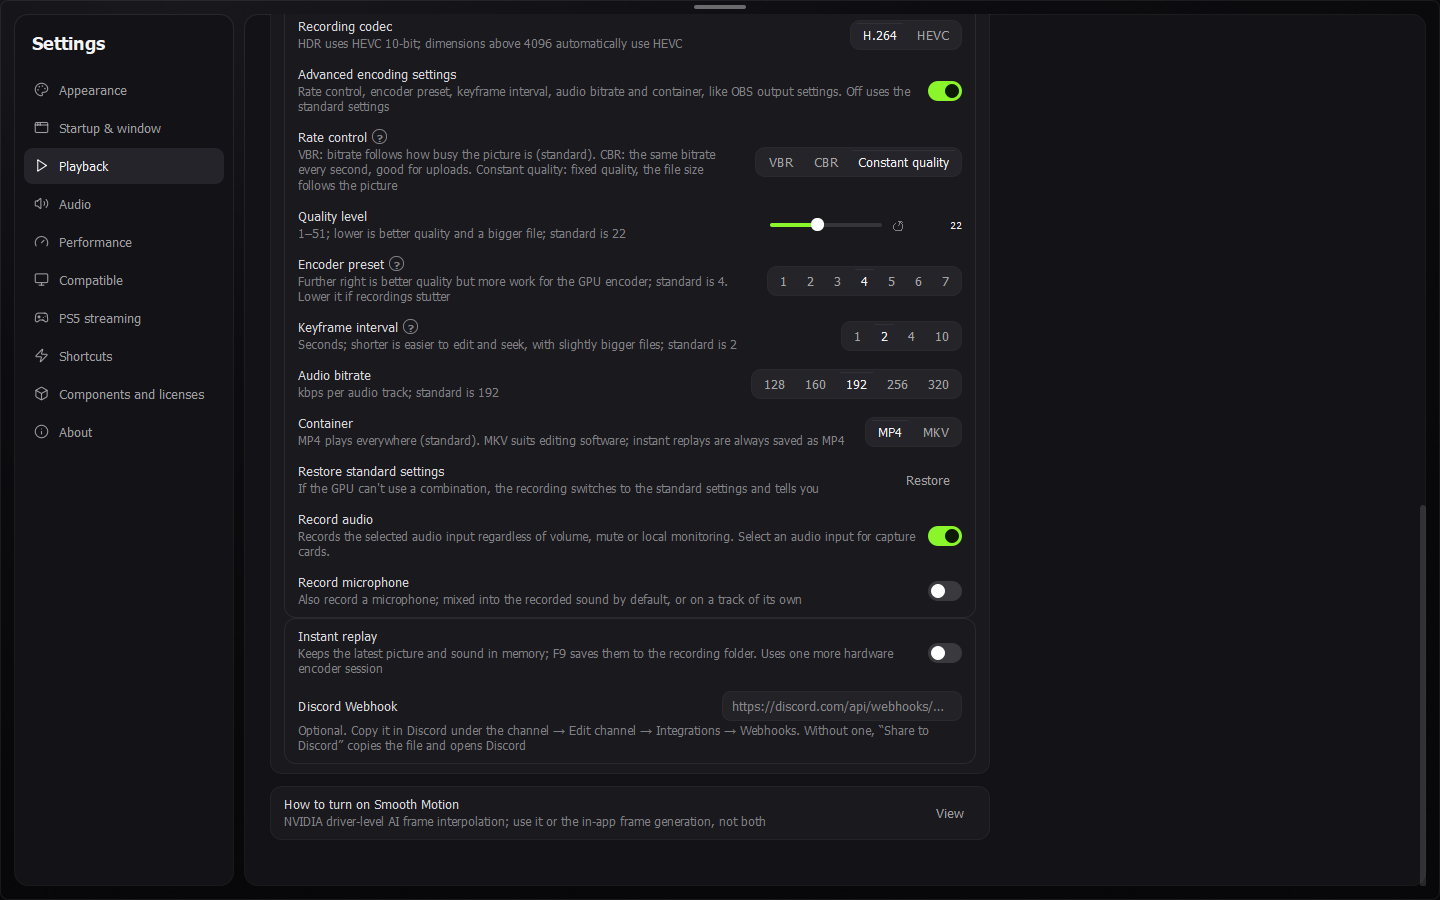 Settings
Appearance
Startup & window
Playback
Audio
Performance
Compatible
PS5 streaming
Shortcuts
Components and licenses
About
Recording codec
HDR uses HEVC 10-bit; dimensions above 4096 automatically use HEVC
H.264 HEVC
Advanced encoding settings
Rate control, encoder preset, keyframe interval, audio bitrate and container, like OBS output settings. Off uses the
standard settings
Rate control ?
VBR: bitrate follows how busy the picture is (standard). CBR: the same bitrate
every second, good for uploads. Constant quality: fixed quality, the file size
follows the picture
VBR CBR Constant quality
Quality level
1–51; lower is better quality and a bigger file; standard is 22
22
Encoder preset ?
Further right is better quality but more work for the GPU encoder; standard is 4.
Lower it if recordings stutter
1 2 3 4 5 6 7
Keyframe interval ?
Seconds; shorter is easier to edit and seek, with slightly bigger files; standard is 2
1 2 4 10
Audio bitrate
kbps per audio track; standard is 192
128 160 192 256 320
Container
MP4 plays everywhere (standard). MKV suits editing software; instant replays are always saved as MP4
MP4 MKV
Restore standard settings
If the GPU can't use a combination, the recording switches to the standard settings and tells you
Restore
Record audio
Records the selected audio input regardless of volume, mute or local monitoring. Select an audio input for capture
cards.
Record microphone
Also record a microphone; mixed into the recorded sound by default, or on a track of its own
Instant replay
Keeps the latest picture and sound in memory; F9 saves them to the recording folder. Uses one more hardware
encoder session
Discord Webhook
https://discord.com/api/webhooks/...
Optional. Copy it in Discord under the channel → Edit channel → Integrations → Webhooks. Without one, “Share to
Discord” copies the file and opens Discord
How to turn on Smooth Motion
NVIDIA driver-level AI frame interpolation; use it or the in-app frame generation, not both
View